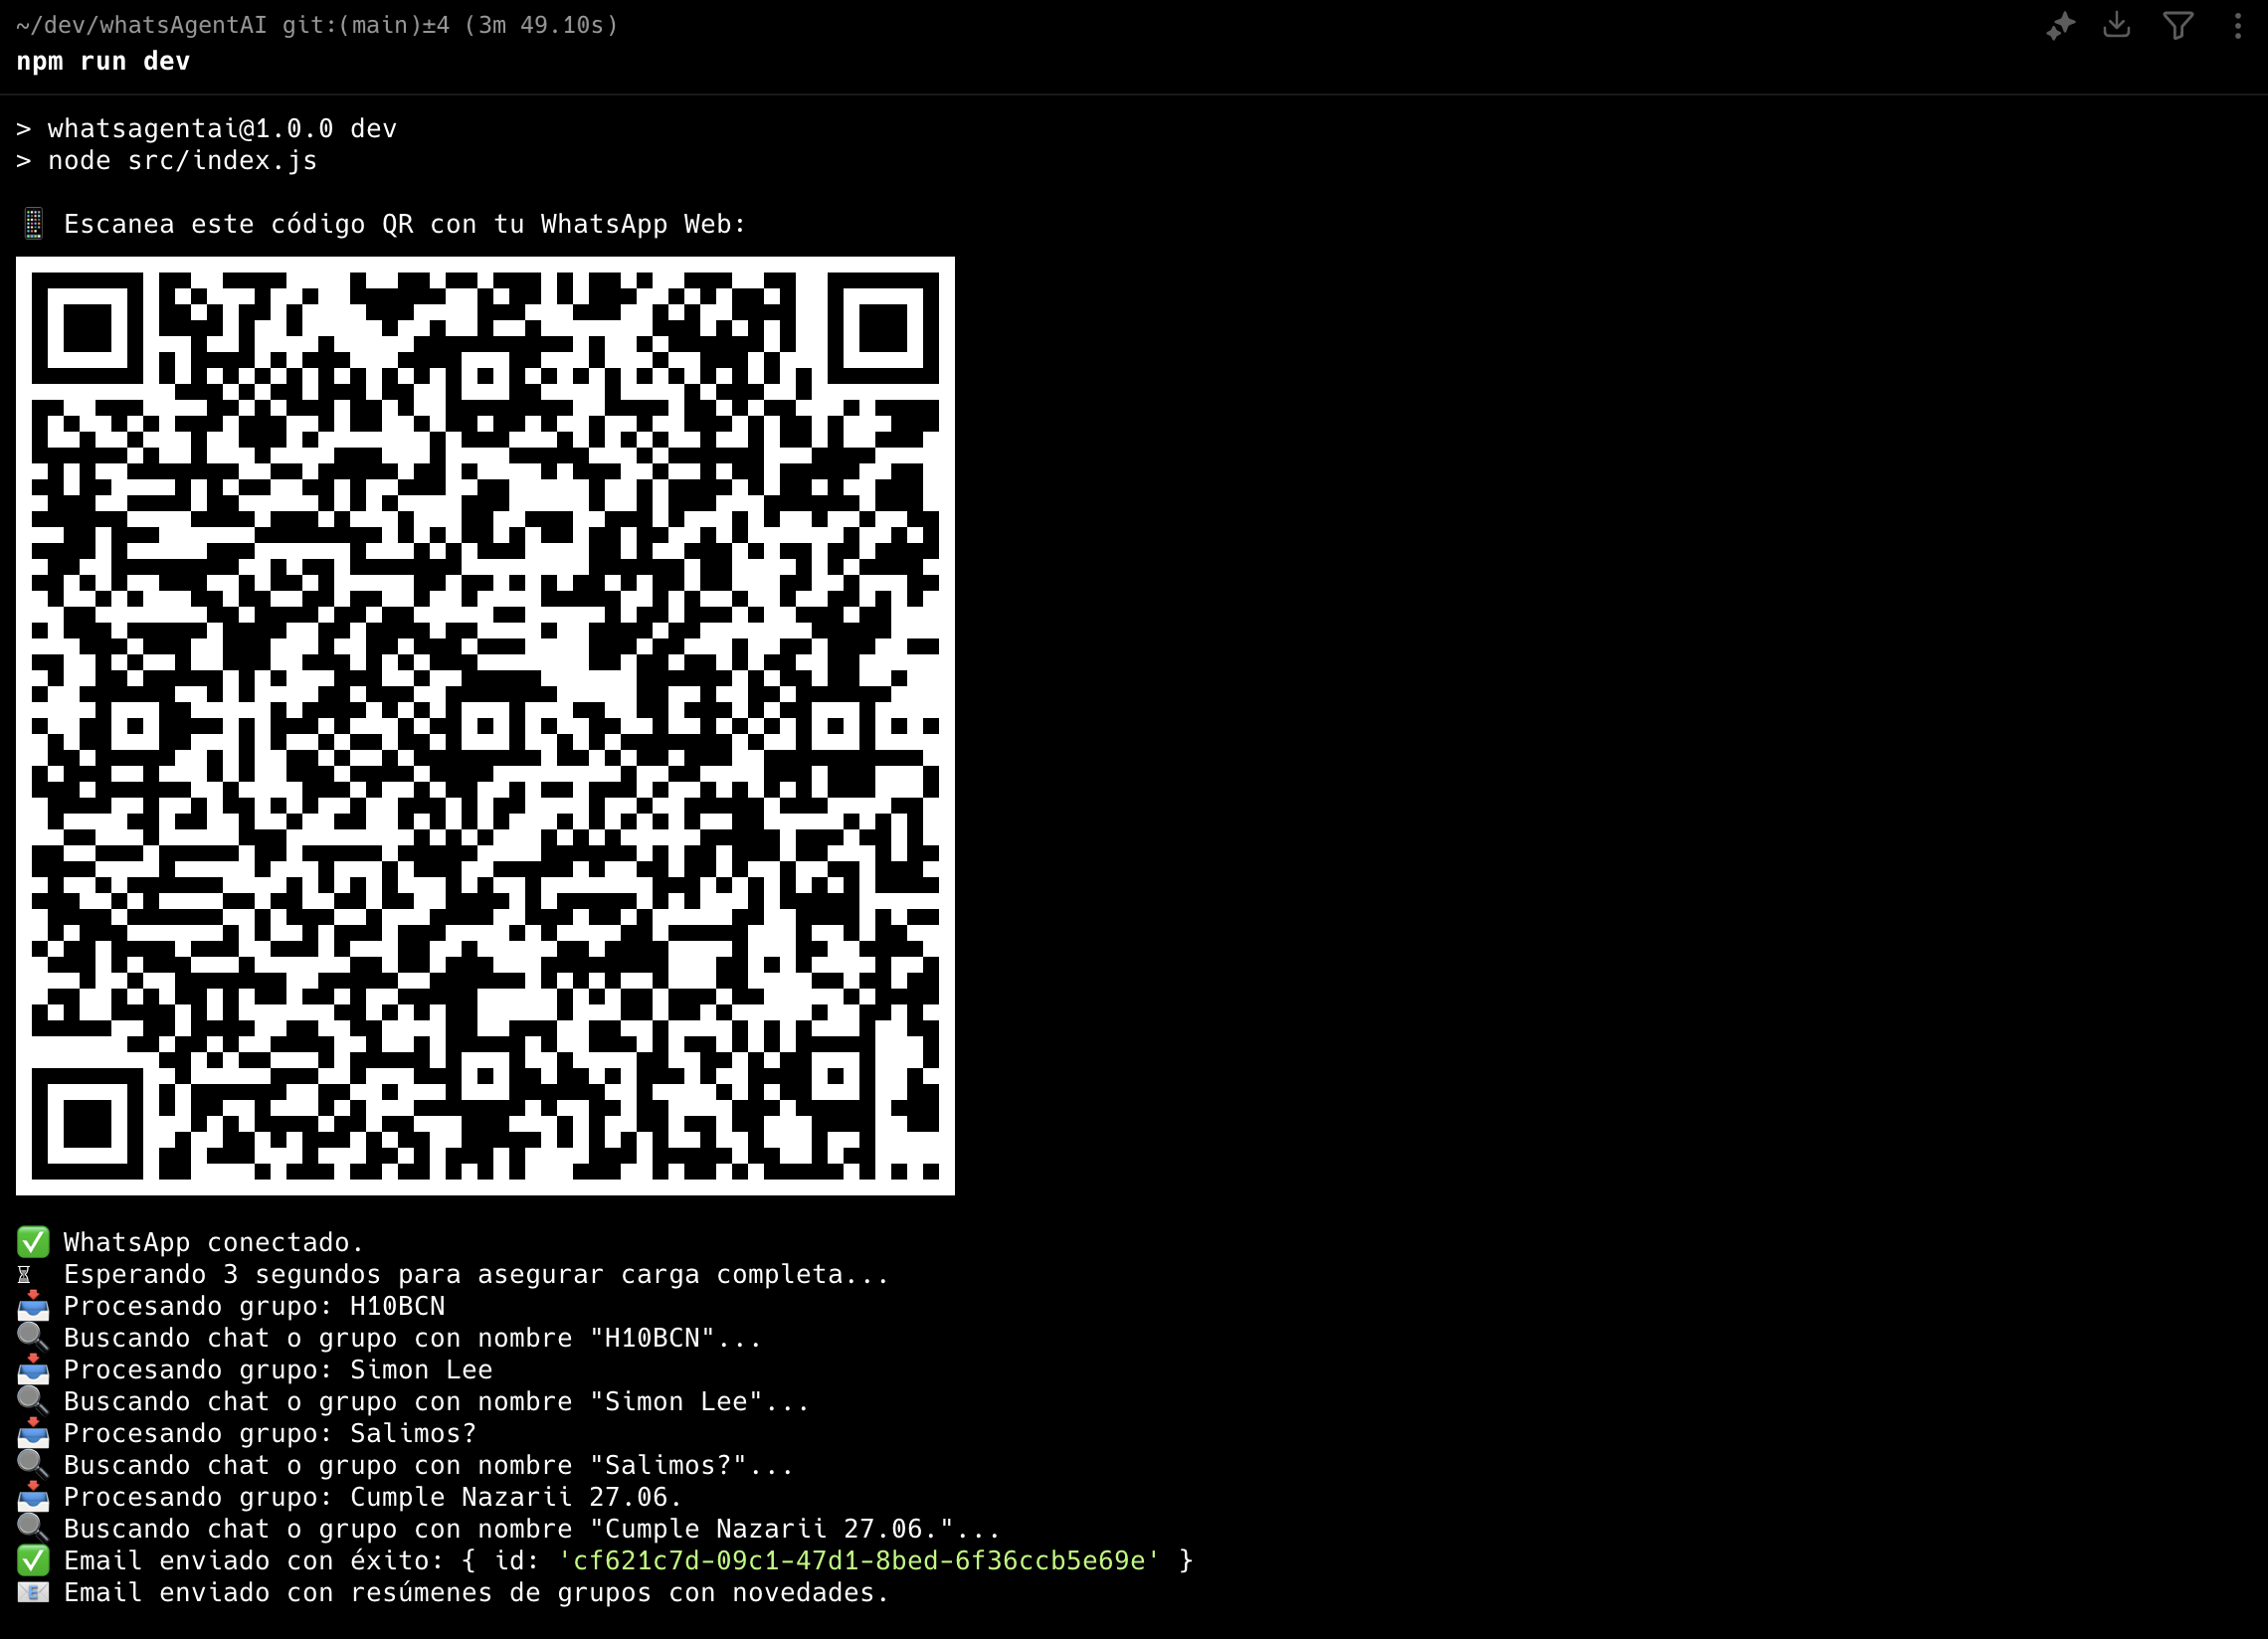 ~/dev/whatsAgentAI git:(main)±4 (3m 49.10s)
npm run dev
> whatsagentai@1.0.0 dev
> node src/index.js
📱 Escanea este código QR con tu WhatsApp Web:
✅ WhatsApp conectado.
⏳ Esperando 3 segundos para asegurar carga completa...
📥 Procesando grupo: H10BCN
🔍 Buscando chat o grupo con nombre "H10BCN"...
📥 Procesando grupo: Simon Lee
🔍 Buscando chat o grupo con nombre "Simon Lee"...
📥 Procesando grupo: Salimos?
🔍 Buscando chat o grupo con nombre "Salimos?"...
📥 Procesando grupo: Cumple Nazarii 27.06.
🔍 Buscando chat o grupo con nombre "Cumple Nazarii 27.06."...
✅ Email enviado con éxito: { id: 'cf621c7d-09c1-47d1-8bed-6f36ccb5e69e' }
📧 Email enviado con resúmenes de grupos con novedades.